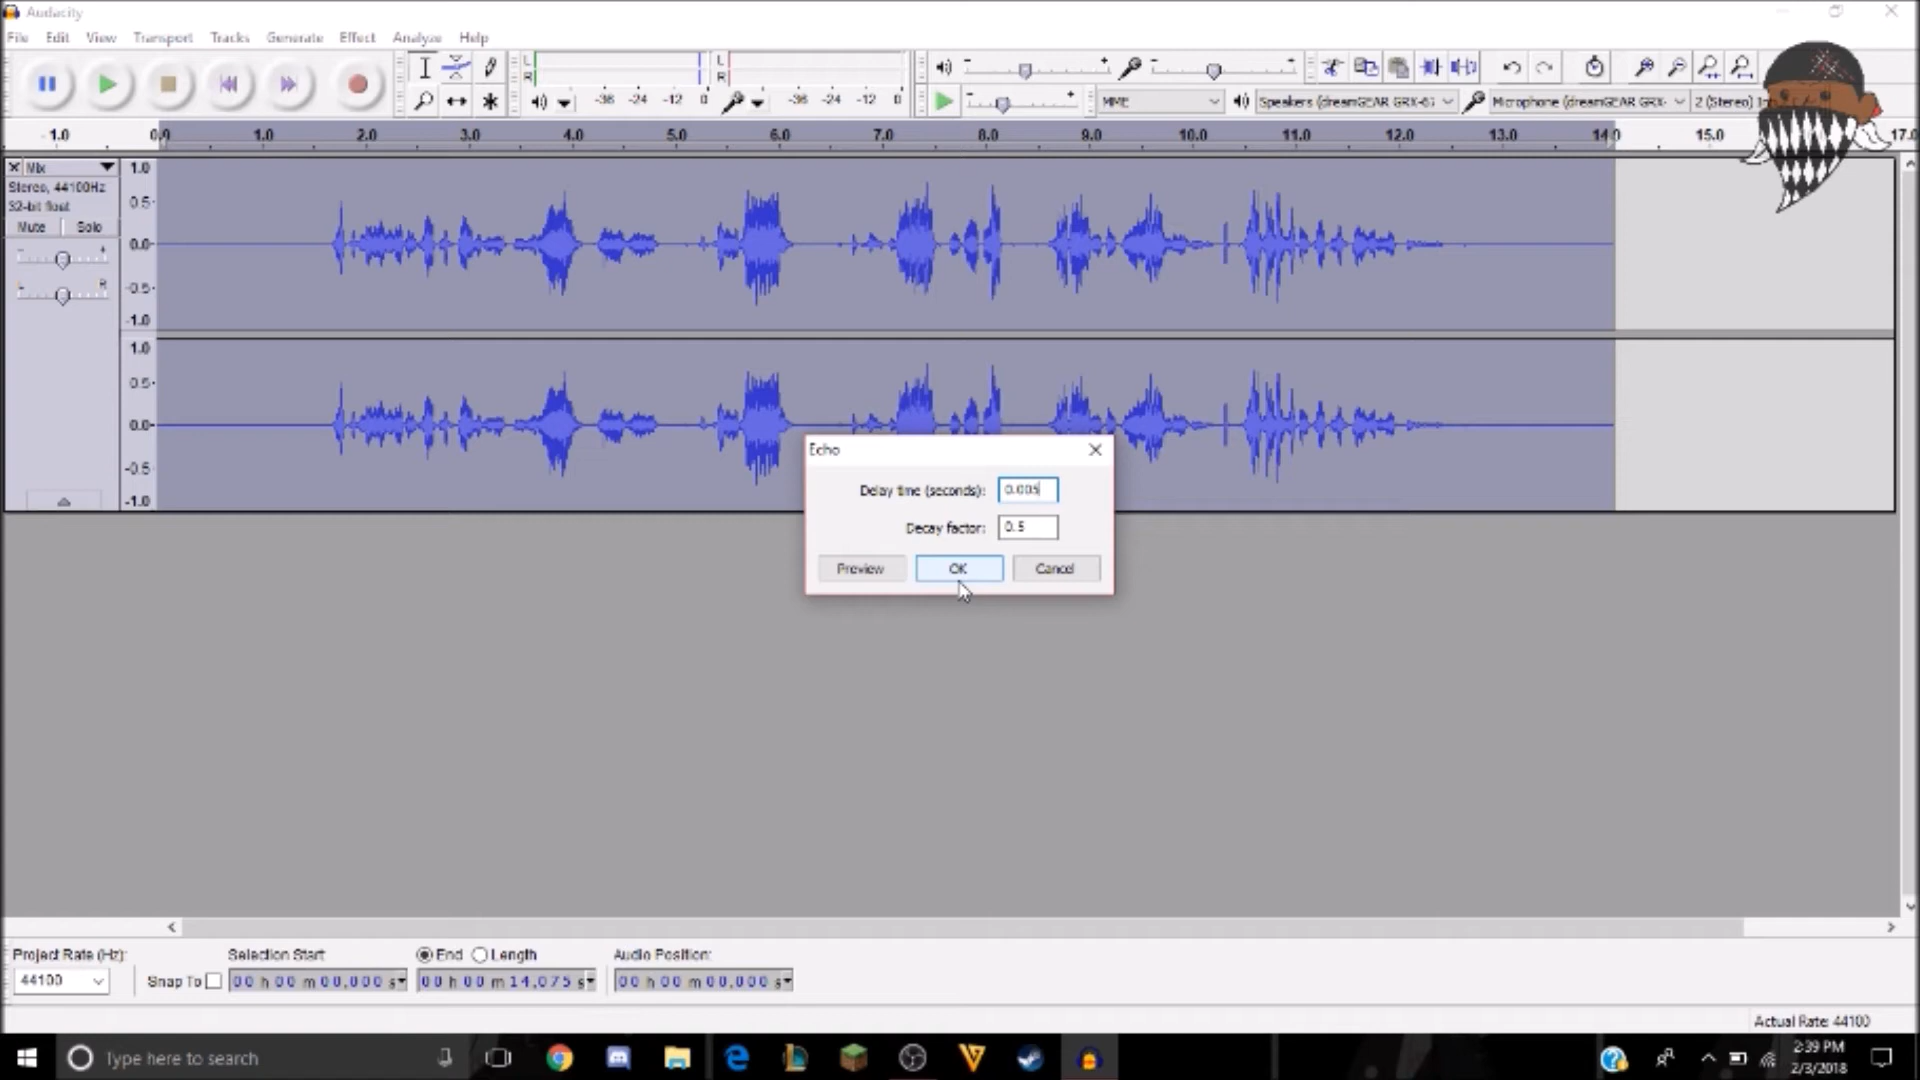 Audacity
File Edit View Transport Tracks Generate Effect Analyze Help
L
R
-36 -24 -12 0
L
R
-36 -24 -12 0
MME
Speakers (dreamGEAR GRX-6
Microphone (dreamGEAR GRX-
2 (Stereo)
-1.0 0.0 1.0 2.0 3.0 4.0 5.0 6.0 7.0 8.0 9.0 10.0 11.0 12.0 13.0 14.0 15.0 17.0
Mix
Stereo, 44100Hz
32-bit float
Mute Solo
L R
1.0
0.5
0.0
-0.5
-1.0
1.0
0.5
0.0
-0.5
-1.0
Echo
Delay time (seconds): 0.005
Decay factor: 0.5
Preview OK Cancel
Project Rate (Hz): Selection Start End Length Audio Position:
44100 Snap To 00 h 00 m 00,000 s 00 h 00 m 14,075 s 00 h 00 m 00,000 s
Actual Rate: 44100
Type here to search
2:39 PM
2/3/2018